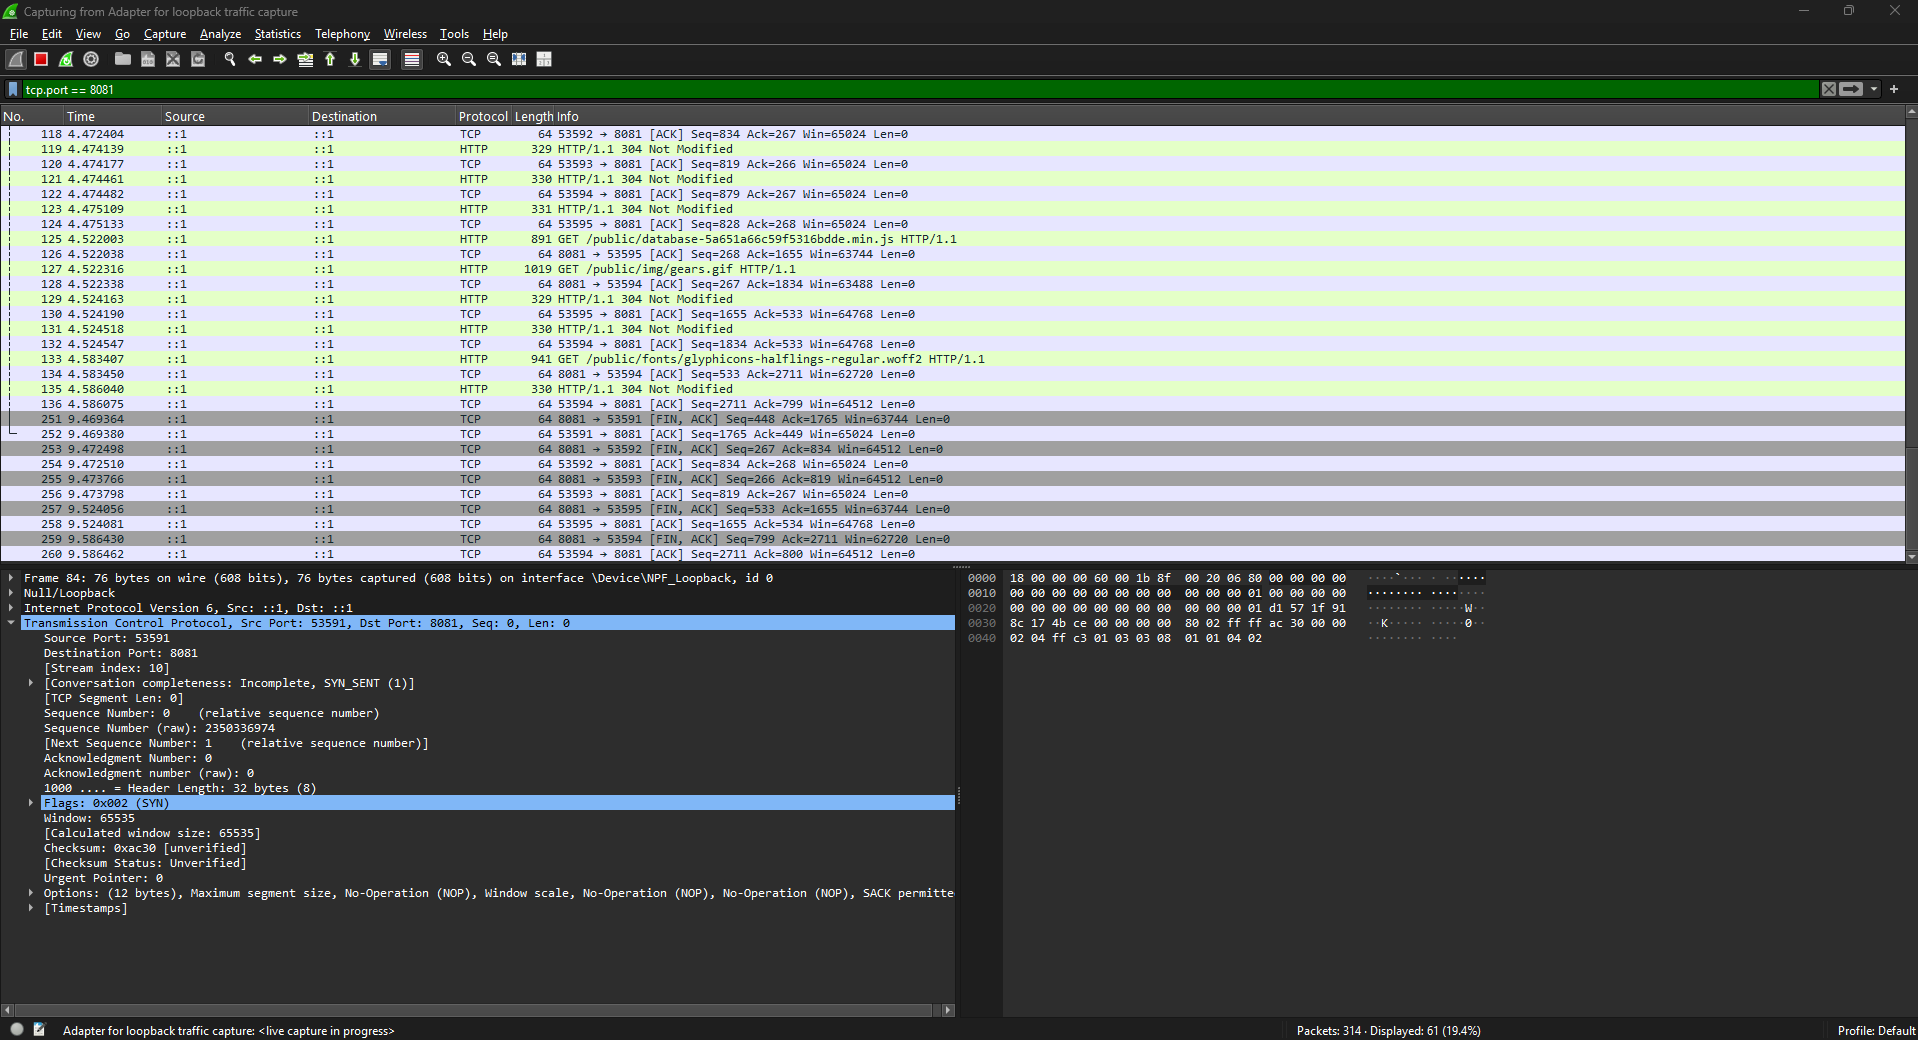 Capturing from Adapter for loopback traffic capture
File Edit View Go Capture Analyze Statistics Telephony Wireless Tools Help
tcp.port == 8081
No. Time Source Destination Protocol Length Info
118 4.472404 ::1 ::1 TCP 64 53592 → 8081 [ACK] Seq=834 Ack=267 Win=65024 Len=0
119 4.474139 ::1 ::1 HTTP 329 HTTP/1.1 304 Not Modified
120 4.474177 ::1 ::1 TCP 64 53593 → 8081 [ACK] Seq=819 Ack=266 Win=65024 Len=0
121 4.474461 ::1 ::1 HTTP 330 HTTP/1.1 304 Not Modified
122 4.474482 ::1 ::1 TCP 64 53594 → 8081 [ACK] Seq=879 Ack=267 Win=65024 Len=0
123 4.475109 ::1 ::1 HTTP 331 HTTP/1.1 304 Not Modified
124 4.475133 ::1 ::1 TCP 64 53595 → 8081 [ACK] Seq=828 Ack=268 Win=65024 Len=0
125 4.522003 ::1 ::1 HTTP 891 GET /public/database-5a651a66c59f5316bdde.min.js HTTP/1.1
126 4.522038 ::1 ::1 TCP 64 8081 → 53595 [ACK] Seq=268 Ack=1655 Win=63744 Len=0
127 4.522316 ::1 ::1 HTTP 1019 GET /public/img/gears.gif HTTP/1.1
128 4.522338 ::1 ::1 TCP 64 8081 → 53594 [ACK] Seq=267 Ack=1834 Win=63488 Len=0
129 4.524163 ::1 ::1 HTTP 329 HTTP/1.1 304 Not Modified
130 4.524190 ::1 ::1 TCP 64 53595 → 8081 [ACK] Seq=1655 Ack=533 Win=64768 Len=0
131 4.524518 ::1 ::1 HTTP 330 HTTP/1.1 304 Not Modified
132 4.524547 ::1 ::1 TCP 64 53594 → 8081 [ACK] Seq=1834 Ack=533 Win=64768 Len=0
133 4.583407 ::1 ::1 HTTP 941 GET /public/fonts/glyphicons-halflings-regular.woff2 HTTP/1.1
134 4.583450 ::1 ::1 TCP 64 8081 → 53594 [ACK] Seq=533 Ack=2711 Win=62720 Len=0
135 4.586040 ::1 ::1 HTTP 330 HTTP/1.1 304 Not Modified
136 4.586075 ::1 ::1 TCP 64 53594 → 8081 [ACK] Seq=2711 Ack=799 Win=64512 Len=0
251 9.469364 ::1 ::1 TCP 64 8081 → 53591 [FIN, ACK] Seq=448 Ack=1765 Win=63744 Len=0
252 9.469380 ::1 ::1 TCP 64 53591 → 8081 [ACK] Seq=1765 Ack=449 Win=65024 Len=0
253 9.472498 ::1 ::1 TCP 64 8081 → 53592 [FIN, ACK] Seq=267 Ack=834 Win=64512 Len=0
254 9.472510 ::1 ::1 TCP 64 53592 → 8081 [ACK] Seq=834 Ack=268 Win=65024 Len=0
255 9.473766 ::1 ::1 TCP 64 8081 → 53593 [FIN, ACK] Seq=266 Ack=819 Win=64512 Len=0
256 9.473798 ::1 ::1 TCP 64 53593 → 8081 [ACK] Seq=819 Ack=267 Win=65024 Len=0
257 9.524056 ::1 ::1 TCP 64 8081 → 53595 [FIN, ACK] Seq=533 Ack=1655 Win=63744 Len=0
258 9.524081 ::1 ::1 TCP 64 53595 → 8081 [ACK] Seq=1655 Ack=534 Win=64768 Len=0
259 9.586430 ::1 ::1 TCP 64 8081 → 53594 [FIN, ACK] Seq=799 Ack=2711 Win=62720 Len=0
260 9.586462 ::1 ::1 TCP 64 53594 → 8081 [ACK] Seq=2711 Ack=800 Win=64512 Len=0
Frame 84: 76 bytes on wire (608 bits), 76 bytes captured (608 bits) on interface \Device\NPF_Loopback, id 0
Null/Loopback
Internet Protocol Version 6, Src: ::1, Dst: ::1
Transmission Control Protocol, Src Port: 53591, Dst Port: 8081, Seq: 0, Len: 0
Source Port: 53591
Destination Port: 8081
[Stream index: 10]
[Conversation completeness: Incomplete, SYN_SENT (1)]
[TCP Segment Len: 0]
Sequence Number: 0 (relative sequence number)
Sequence Number (raw): 2350336974
[Next Sequence Number: 1 (relative sequence number)]
Acknowledgment Number: 0
Acknowledgment number (raw): 0
1000 .... = Header Length: 32 bytes (8)
Flags: 0x002 (SYN)
Window: 65535
[Calculated window size: 65535]
Checksum: 0xac30 [unverified]
[Checksum Status: Unverified]
Urgent Pointer: 0
Options: (12 bytes), Maximum segment size, No-Operation (NOP), Window scale, No-Operation (NOP), No-Operation (NOP), SACK permitte
[Timestamps]
0000 18 00 00 00 60 00 1b 8f 00 20 06 80 00 00 00 00 ····`··· · ······
0010 00 00 00 00 00 00 00 00 00 00 00 01 00 00 00 00 ········ ········
0020 00 00 00 00 00 00 00 00 00 00 00 01 d1 57 1f 91 ········ ·····W··
0030 8c 17 4b ce 00 00 00 00 80 02 ff ff ac 30 00 00 ··K····· ·····0··
0040 02 04 ff c3 01 03 03 08 01 01 04 02 ········ ····
Adapter for loopback traffic capture: <live capture in progress>
Packets: 314 · Displayed: 61 (19.4%)
Profile: Default